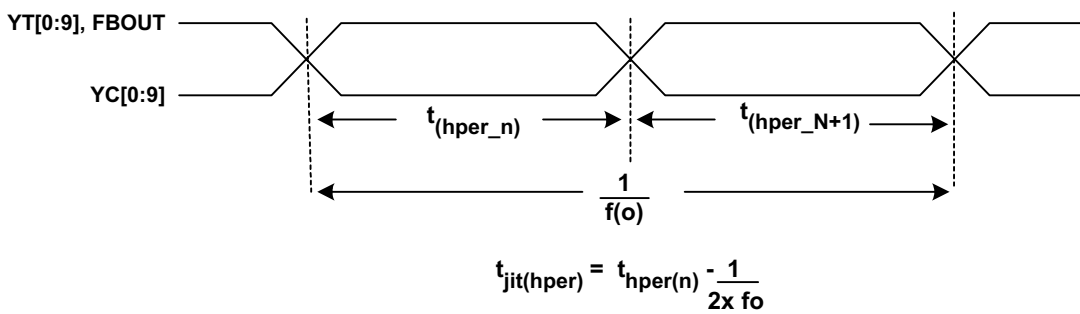 YT[0:9], FBOUT
YC[0:9]
t(hper_n)
t(hper_N+1)
1
f(o)
tjit(hper) = thper(n) - 1
2x fo